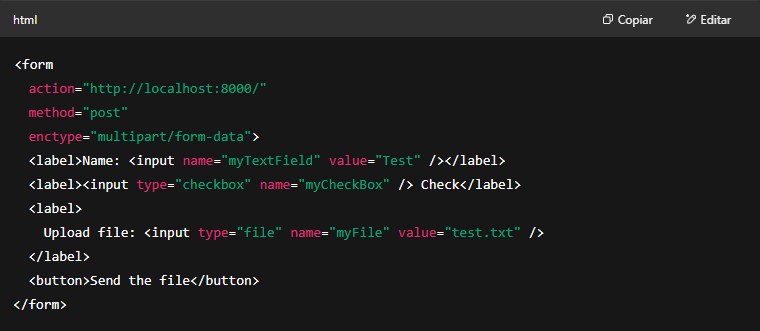 html
Copiar
Editar
<form
  action="http://localhost:8000/"
  method="post"
  enctype="multipart/form-data">
  <label>Name: <input name="myTextField" value="Test" /></label>
  <label><input type="checkbox" name="myCheckBox" /> Check</label>
  <label>
    Upload file: <input type="file" name="myFile" value="test.txt" />
  </label>
  <button>Send the file</button>
</form>